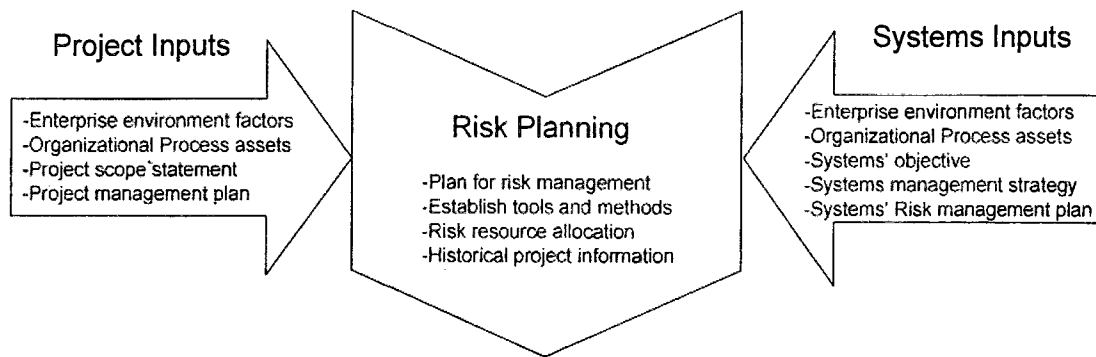 Project Inputs
-Enterprise environment factors
-Organizational Process assets
-Project scope statement
-Project management plan
Risk Planning
-Plan for risk management
-Establish tools and methods
-Risk resource allocation
-Historical project information
Systems Inputs
-Enterprise environment factors
-Organizational Process assets
-Systems' objective
-Systems management strategy
-Systems' Risk management plan